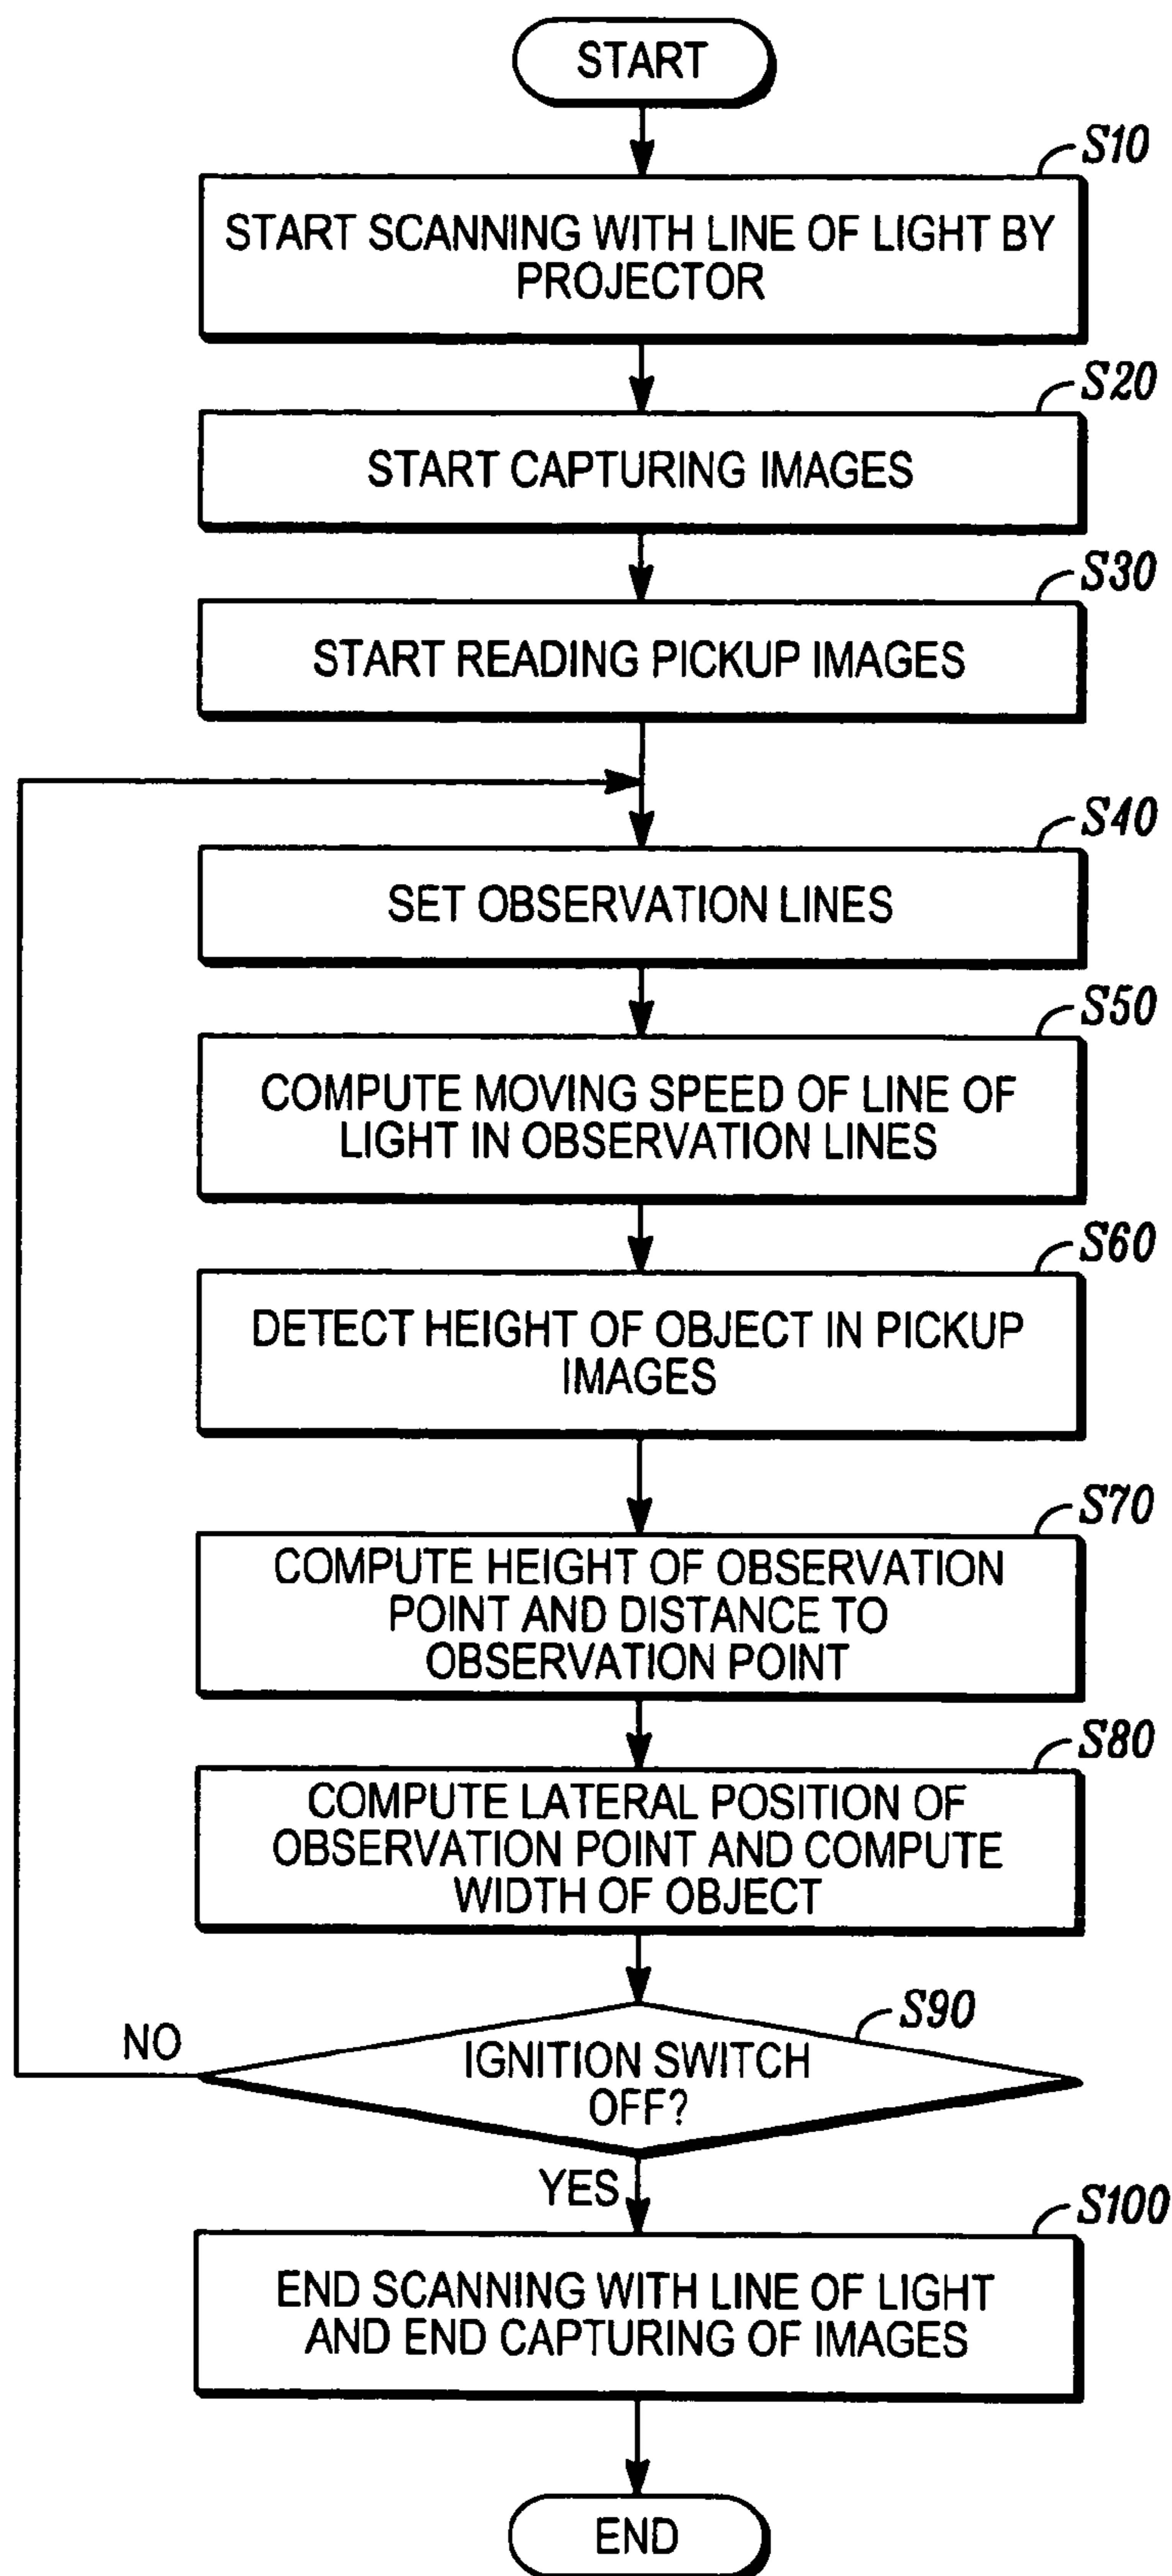 START
S10
START SCANNING WITH LINE OF LIGHT BY
PROJECTOR
S20
START CAPTURING IMAGES
S30
START READING PICKUP IMAGES
S40
SET OBSERVATION LINES
S50
COMPUTE MOVING SPEED OF LINE OF
LIGHT IN OBSERVATION LINES
S60
DETECT HEIGHT OF OBJECT IN PICKUP
IMAGES
S70
COMPUTE HEIGHT OF OBSERVATION
POINT AND DISTANCE TO
OBSERVATION POINT
S80
COMPUTE LATERAL POSITION OF
OBSERVATION POINT AND COMPUTE
WIDTH OF OBJECT
S90
NO
IGNITION SWITCH
OFF?
YES
S100
END SCANNING WITH LINE OF LIGHT
AND END CAPTURING OF IMAGES
END